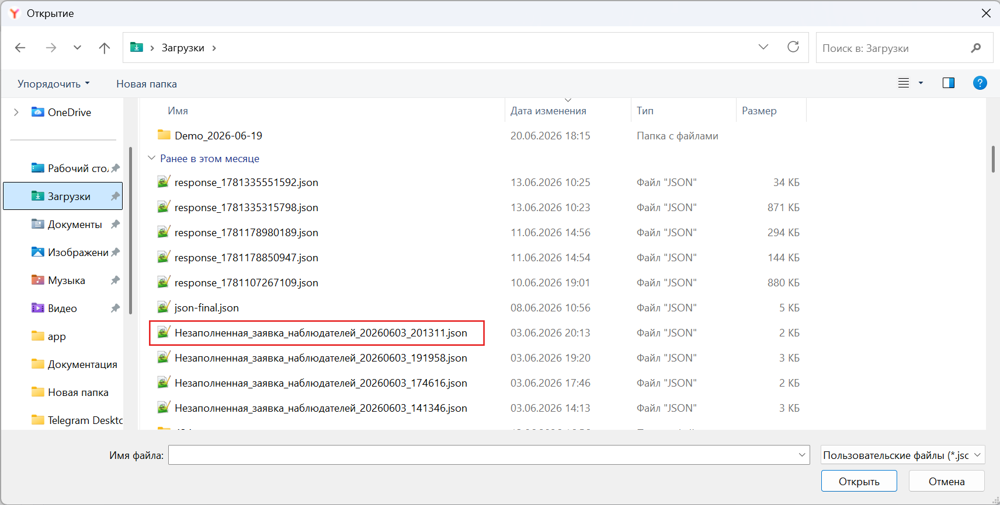 Открытие
Загрузки
Поиск в: Загрузки
Упорядочить
Новая папка
OneDrive
Рабочий сто
Загрузки
Документы
Изображени
Музыка
Видео
app
Документация
Новая папка
Telegram Deskto
Имя Дата изменения Тип Размер
Demo_2026-06-19 20.06.2026 18:15 Папка с файлами
Ранее в этом месяце
response_1781335551592.json 13.06.2026 10:25 Файл "JSON" 34 КБ
response_1781335315798.json 13.06.2026 10:23 Файл "JSON" 871 КБ
response_1781178980189.json 11.06.2026 14:56 Файл "JSON" 294 КБ
response_1781178850947.json 11.06.2026 14:54 Файл "JSON" 144 КБ
response_1781107267109.json 10.06.2026 19:01 Файл "JSON" 880 КБ
json-final.json 08.06.2026 10:56 Файл "JSON" 5 КБ
Незаполненная_заявка_наблюдателей_20260603_201311.json 03.06.2026 20:13 Файл "JSON" 2 КБ
Незаполненная_заявка_наблюдателей_20260603_191958.json 03.06.2026 19:20 Файл "JSON" 3 КБ
Незаполненная_заявка_наблюдателей_20260603_174616.json 03.06.2026 17:46 Файл "JSON" 2 КБ
Незаполненная_заявка_наблюдателей_20260603_141346.json 03.06.2026 14:13 Файл "JSON" 3 КБ
Имя файла:
Пользовательские файлы (*.jsc
Открыть
Отмена